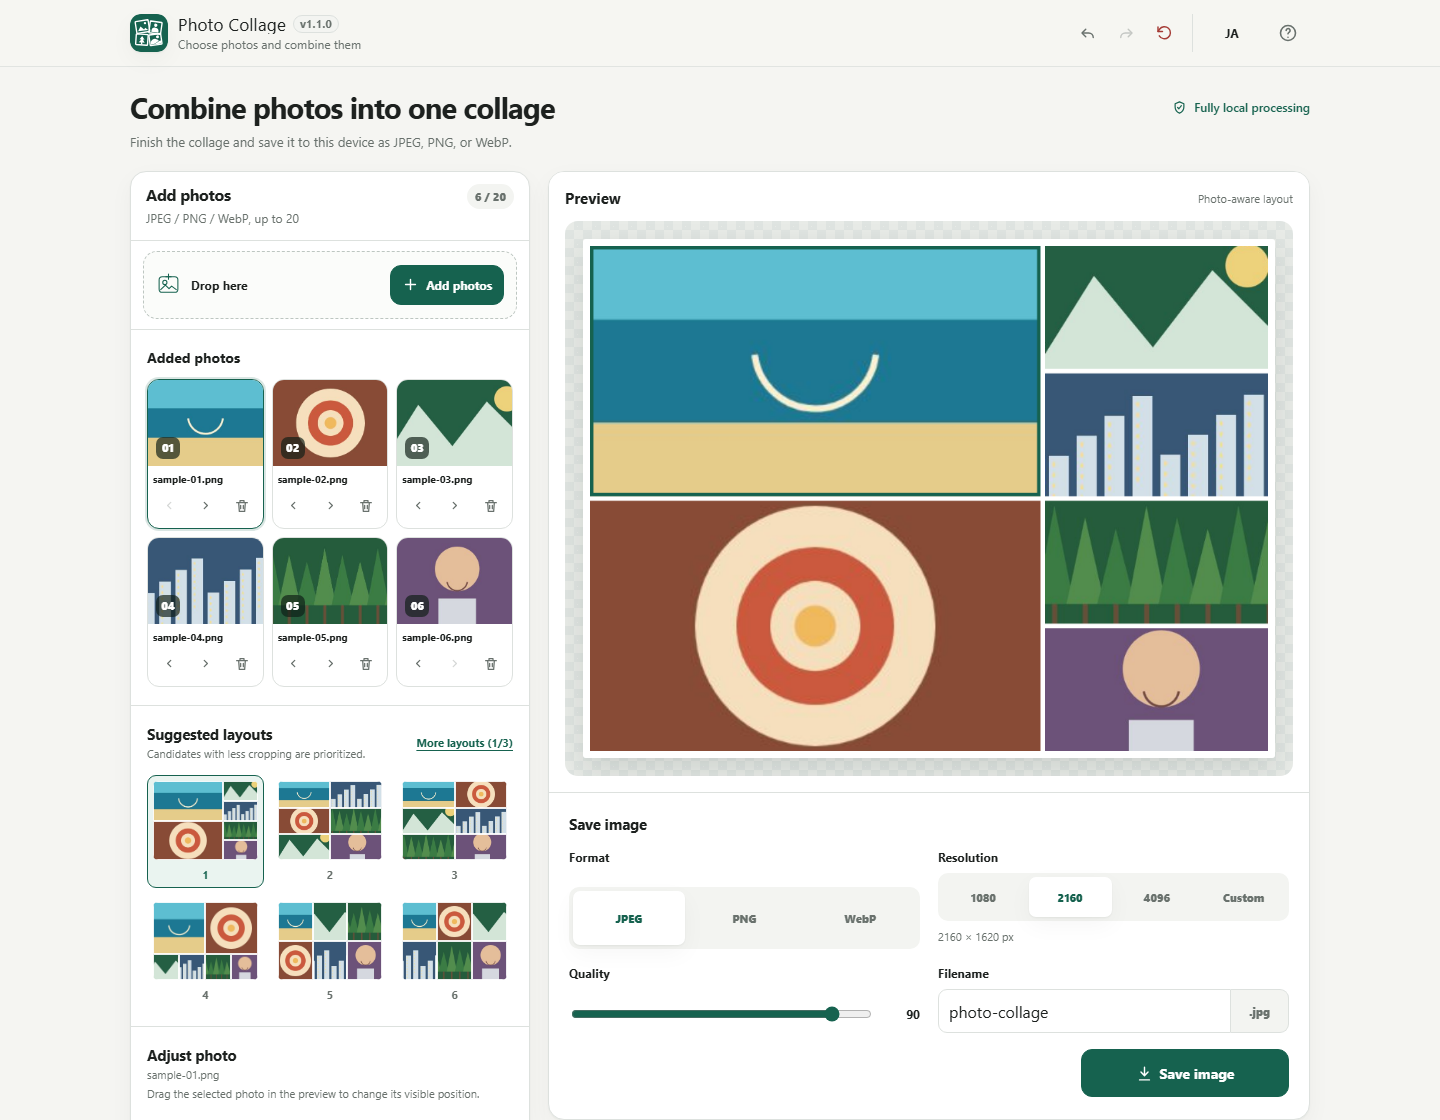 Photo Collage v1.1.0
Choose photos and combine them
JA
Combine photos into one collage
Fully local processing
Finish the collage and save it to this device as JPEG, PNG, or WebP.
Add photos
6 / 20
JPEG / PNG / WebP, up to 20
Drop here
Add photos
Added photos
01
02
03
sample-01.png
sample-02.png
sample-03.png
04
05
06
sample-04.png
sample-05.png
sample-06.png
Suggested layouts
Candidates with less cropping are prioritized.
More layouts (1/3)
1
2
3
4
5
6
Adjust photo
sample-01.png
Drag the selected photo in the preview to change its visible position.
Preview
Photo-aware layout
Save image
Format
JPEG
PNG
WebP
Resolution
1080
2160
4096
Custom
2160 × 1620 px
Quality
90
Filename
photo-collage
.jpg
Save image